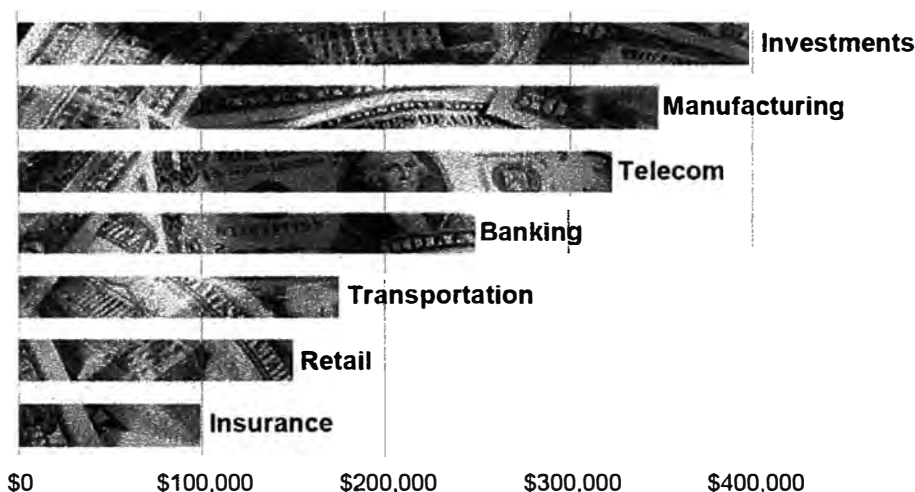 Investments
Manufacturing
Telecom
Banking
Transportation
Retail
Insurance
$0 $100,000 $200,000 $300,000 $400,000